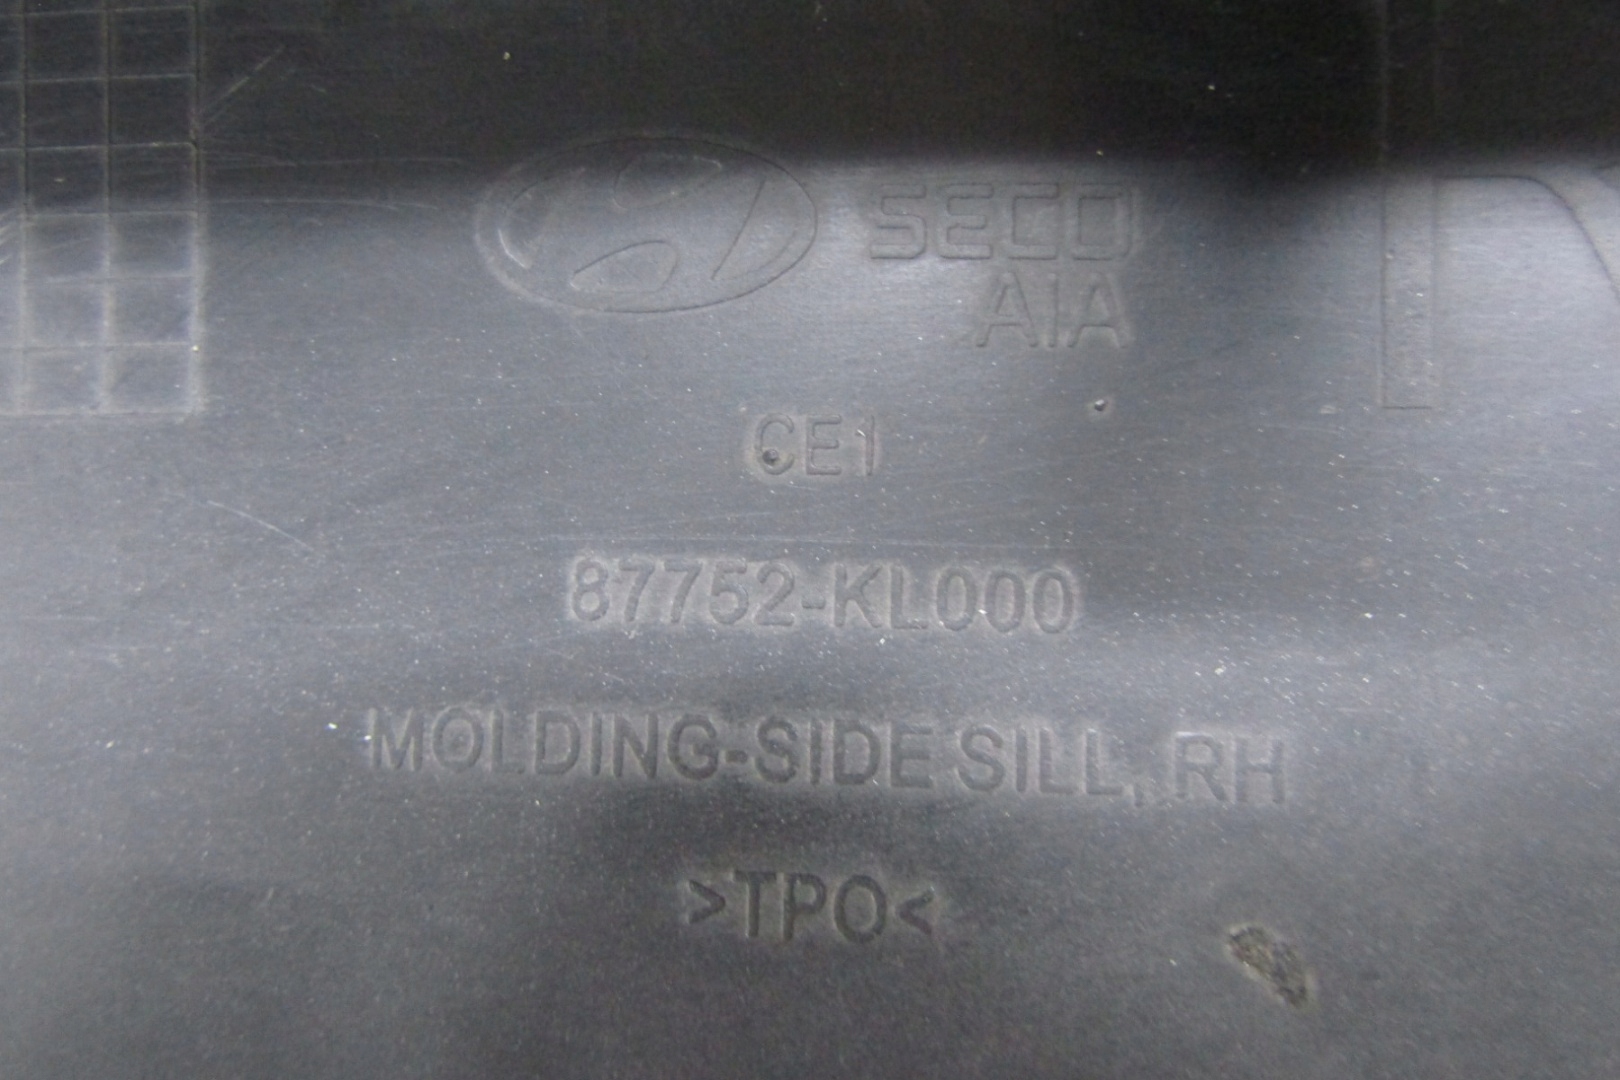 SECO
AIA
CE1
87752-KL000
MOLDING-SIDE SILL, RH
>TPO<